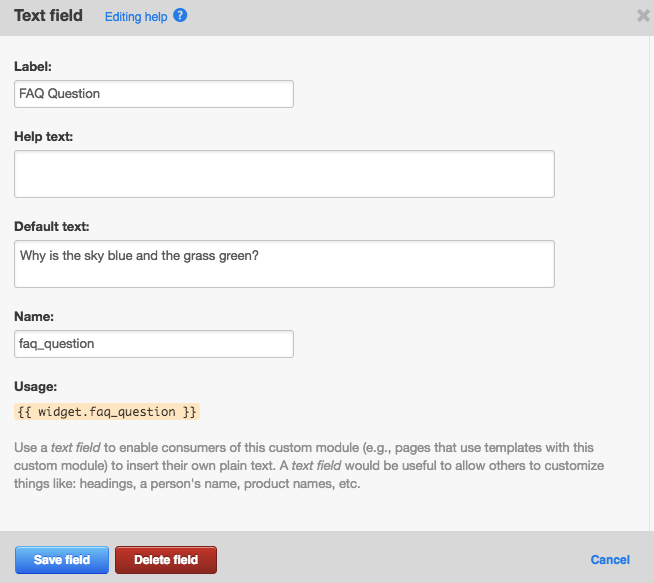 Text field Editing help ?
Label:
FAQ Question
Help text:
Default text:
Why is the sky blue and the grass green?
Name:
faq_question
Usage:
{{ widget.faq_question }}
Use a text field to enable consumers of this custom module (e.g., pages that use templates with this
custom module) to insert their own plain text. A text field would be useful to allow others to customize
things like: headings, a person's name, product names, etc.
Save field Delete field Cancel